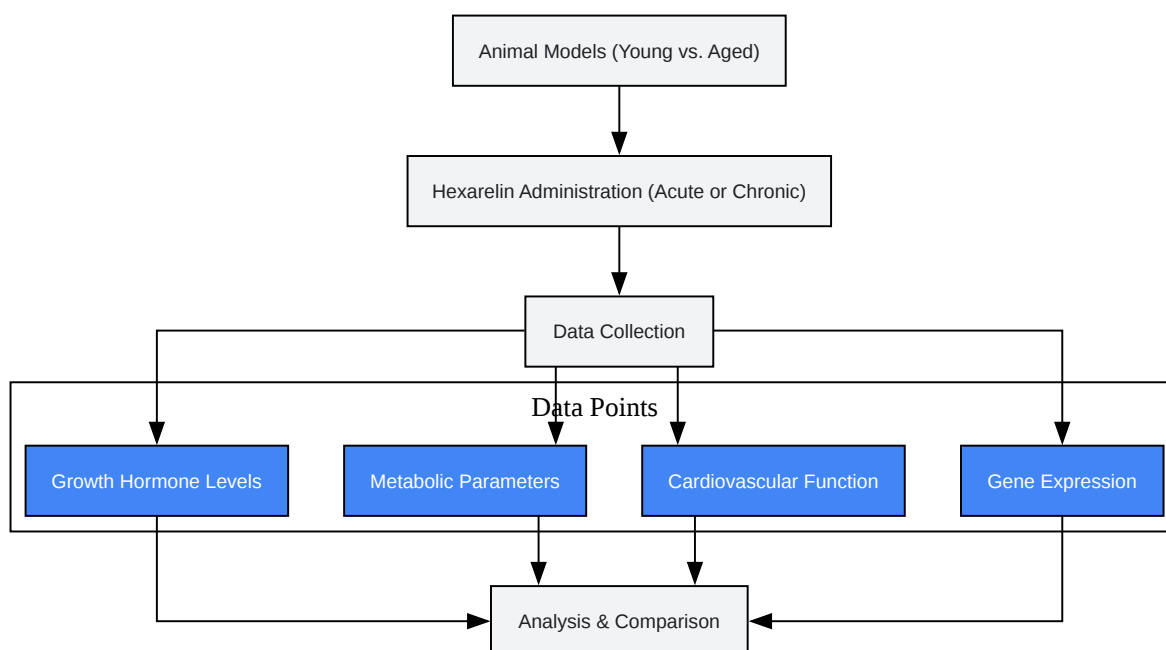 Animal Models (Young vs. Aged)
Hexarelin Administration (Acute or Chronic)
Data Collection
Data Points
Growth Hormone Levels
Metabolic Parameters
Cardiovascular Function
Gene Expression
Analysis & Comparison